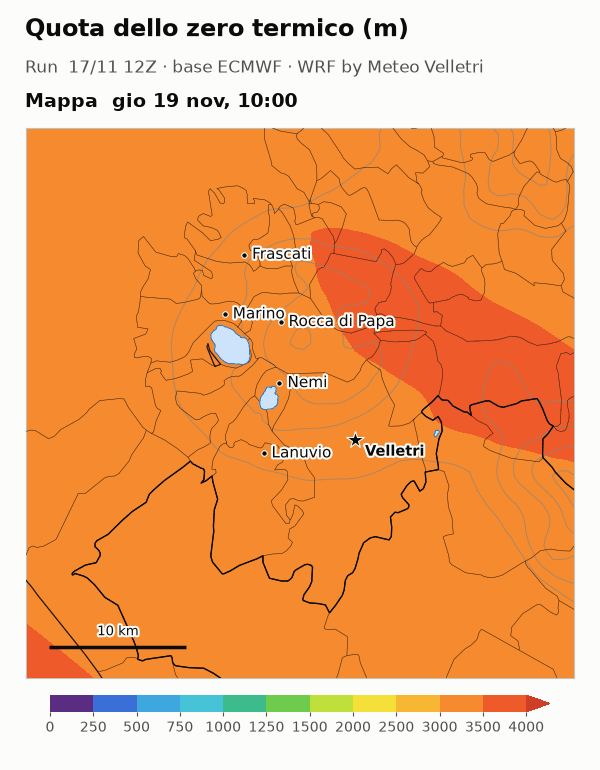 Quota dello zero termico (m)
Run  17/11 12Z · base ECMWF · WRF by Meteo Velletri
Mappa  gio 19 nov, 10:00
Frascati
Marino
Rocca di Papa
Nemi
Velletri
Lanuvio
10 km
0 250 500 750 1000 1250 1500 2000 2500 3000 3500 4000